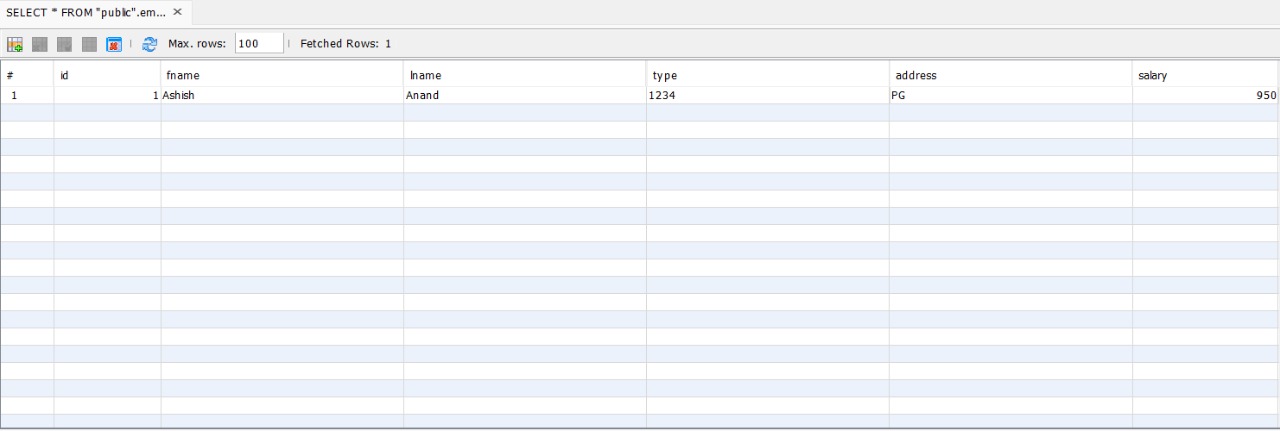 SELECT * FROM "public".em... ×
Max. rows: 100 Fetched Rows: 1
# id fname lname type address salary
1 1 Ashish Anand 1234 PG 950